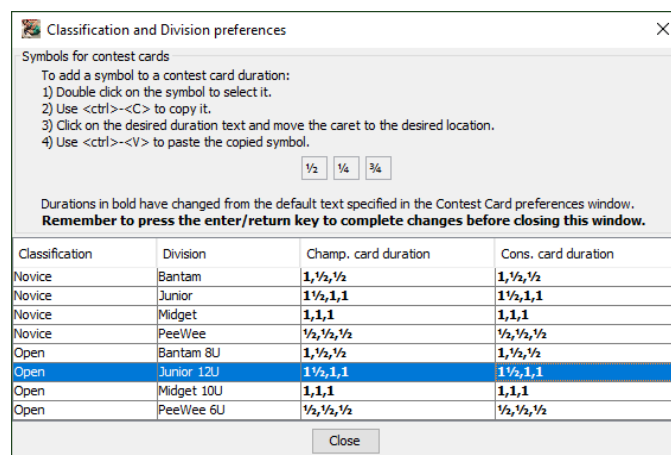 Classification and Division preferences
Symbols for contest cards
To add a symbol to a contest card duration:
1) Double click on the symbol to select it.
2) Use <ctrl>-<C> to copy it.
3) Click on the desired duration text and move the caret to the desired location.
4) Use <ctrl>-<V> to paste the copied symbol.
½ ¼ ¾
Durations in bold have changed from the default text specified in the Contest Card preferences window.
Remember to press the enter/return key to complete changes before closing this window.
Classification Division Champ. card duration Cons. card duration
Novice Bantam 1,½,½ 1,½,½
Novice Junior 1½,1,1 1½,1,1
Novice Midget 1,1,1 1,1,1
Novice PeeWee ½,½,½ ½,½,½
Open Bantam 8U 1,½,½ 1,½,½
Open Junior 12U 1½,1,1 1½,1,1
Open Midget 10U 1,1,1 1,1,1
Open PeeWee 6U ½,½,½ ½,½,½
Close